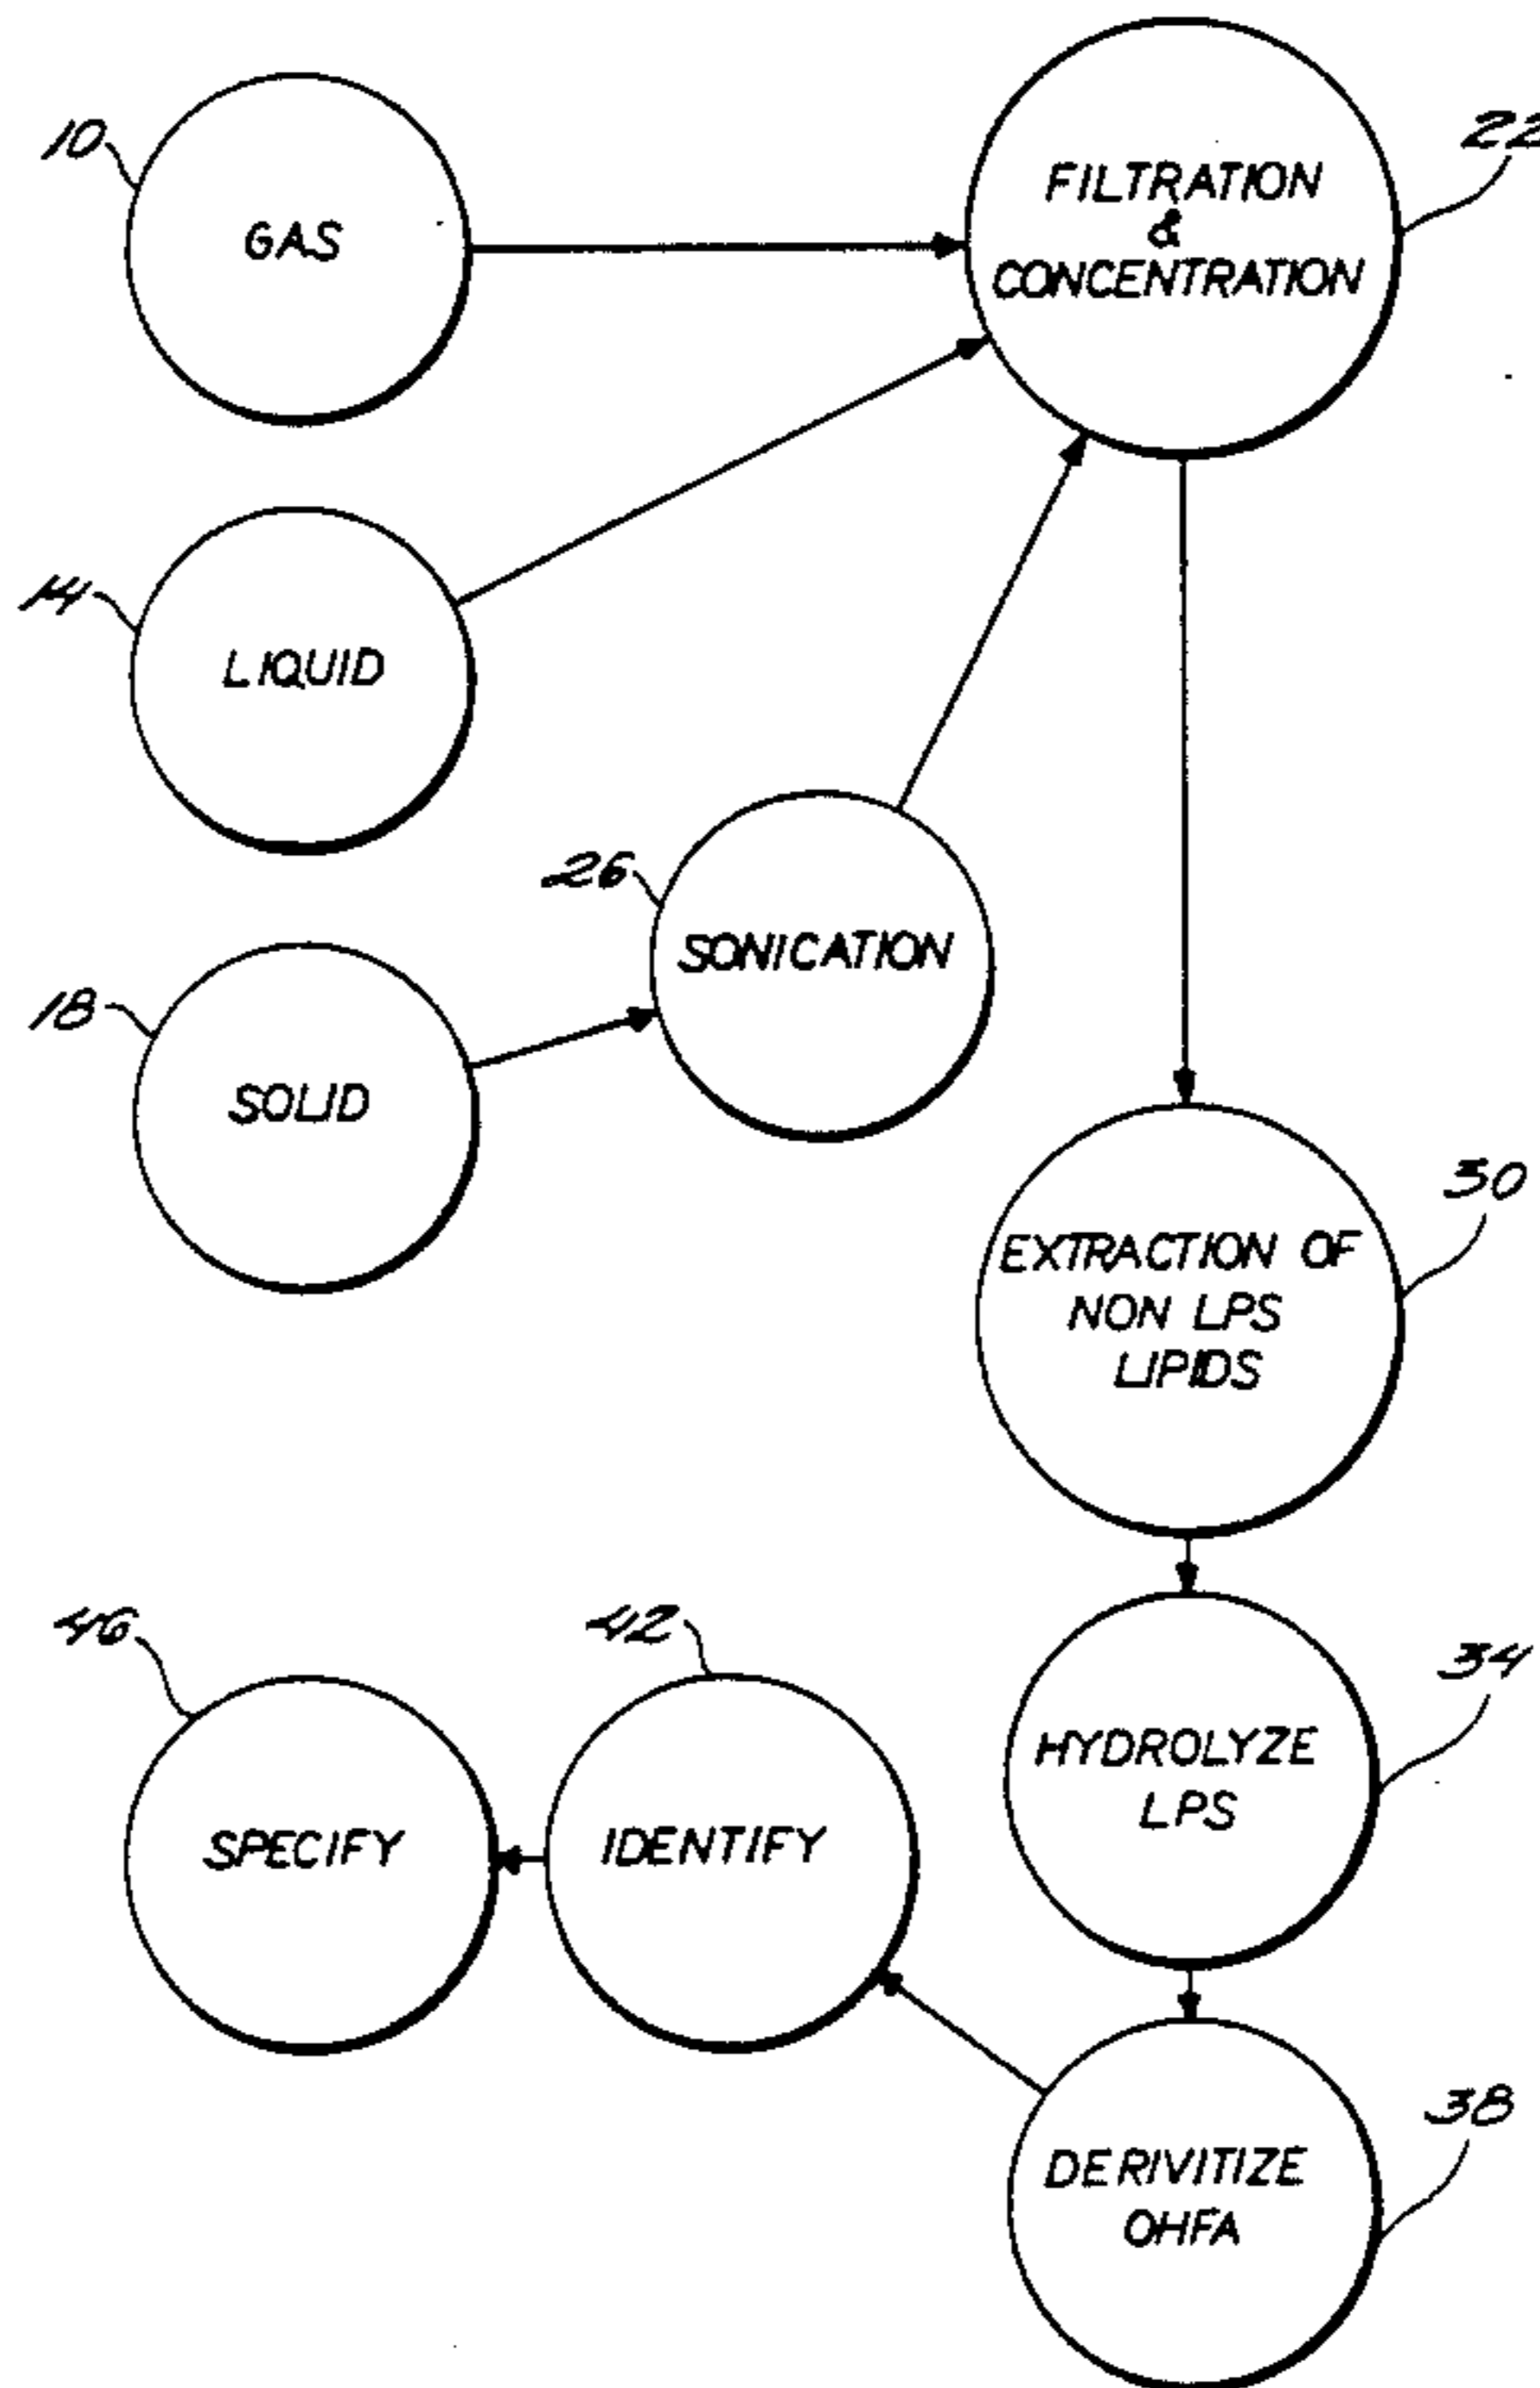 10
GAS
FILTRATION
&
CONCENTRATION
22
14
LIQUID
26
SONICATION
18
SOLID
30
EXTRACTION OF
NON LPS
LIPIDS
46
SPECIFY
42
IDENTIFY
34
HYDROLYZE
LPS
38
DERIVITIZE
OHFA